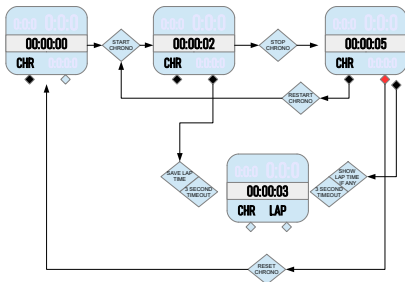 00:00:00
CHR
START
CHRONO
00:00:02
CHR
STOP
CHRONO
00:00:05
CHR
RESTART
CHRONO
SAVE LAP
TIME
3 SECOND
TIMEOUT
00:00:03
CHR LAP
SHOW
LAP TIME
IF ANY
3 SECOND
TIMEOUT
RESET
CHRONO